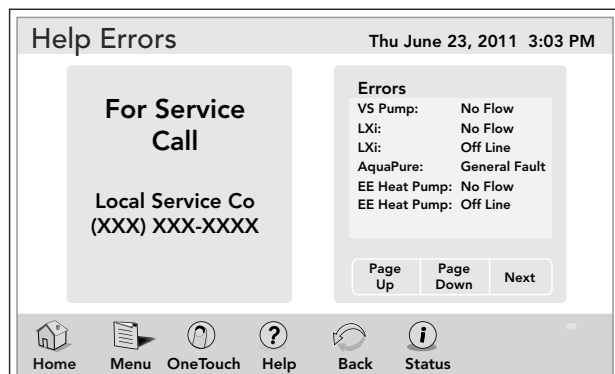 Help Errors
Thu June 23, 2011 3:03 PM
For Service
Call
Local Service Co
(XXX) XXX-XXXX
Errors
VS Pump: No Flow
LXi: No Flow
LXi: Off Line
AquaPure: General Fault
EE Heat Pump: No Flow
EE Heat Pump: Off Line
Page Up
Page Down
Next
Home
Menu
OneTouch
?
Help
Back
i
Status